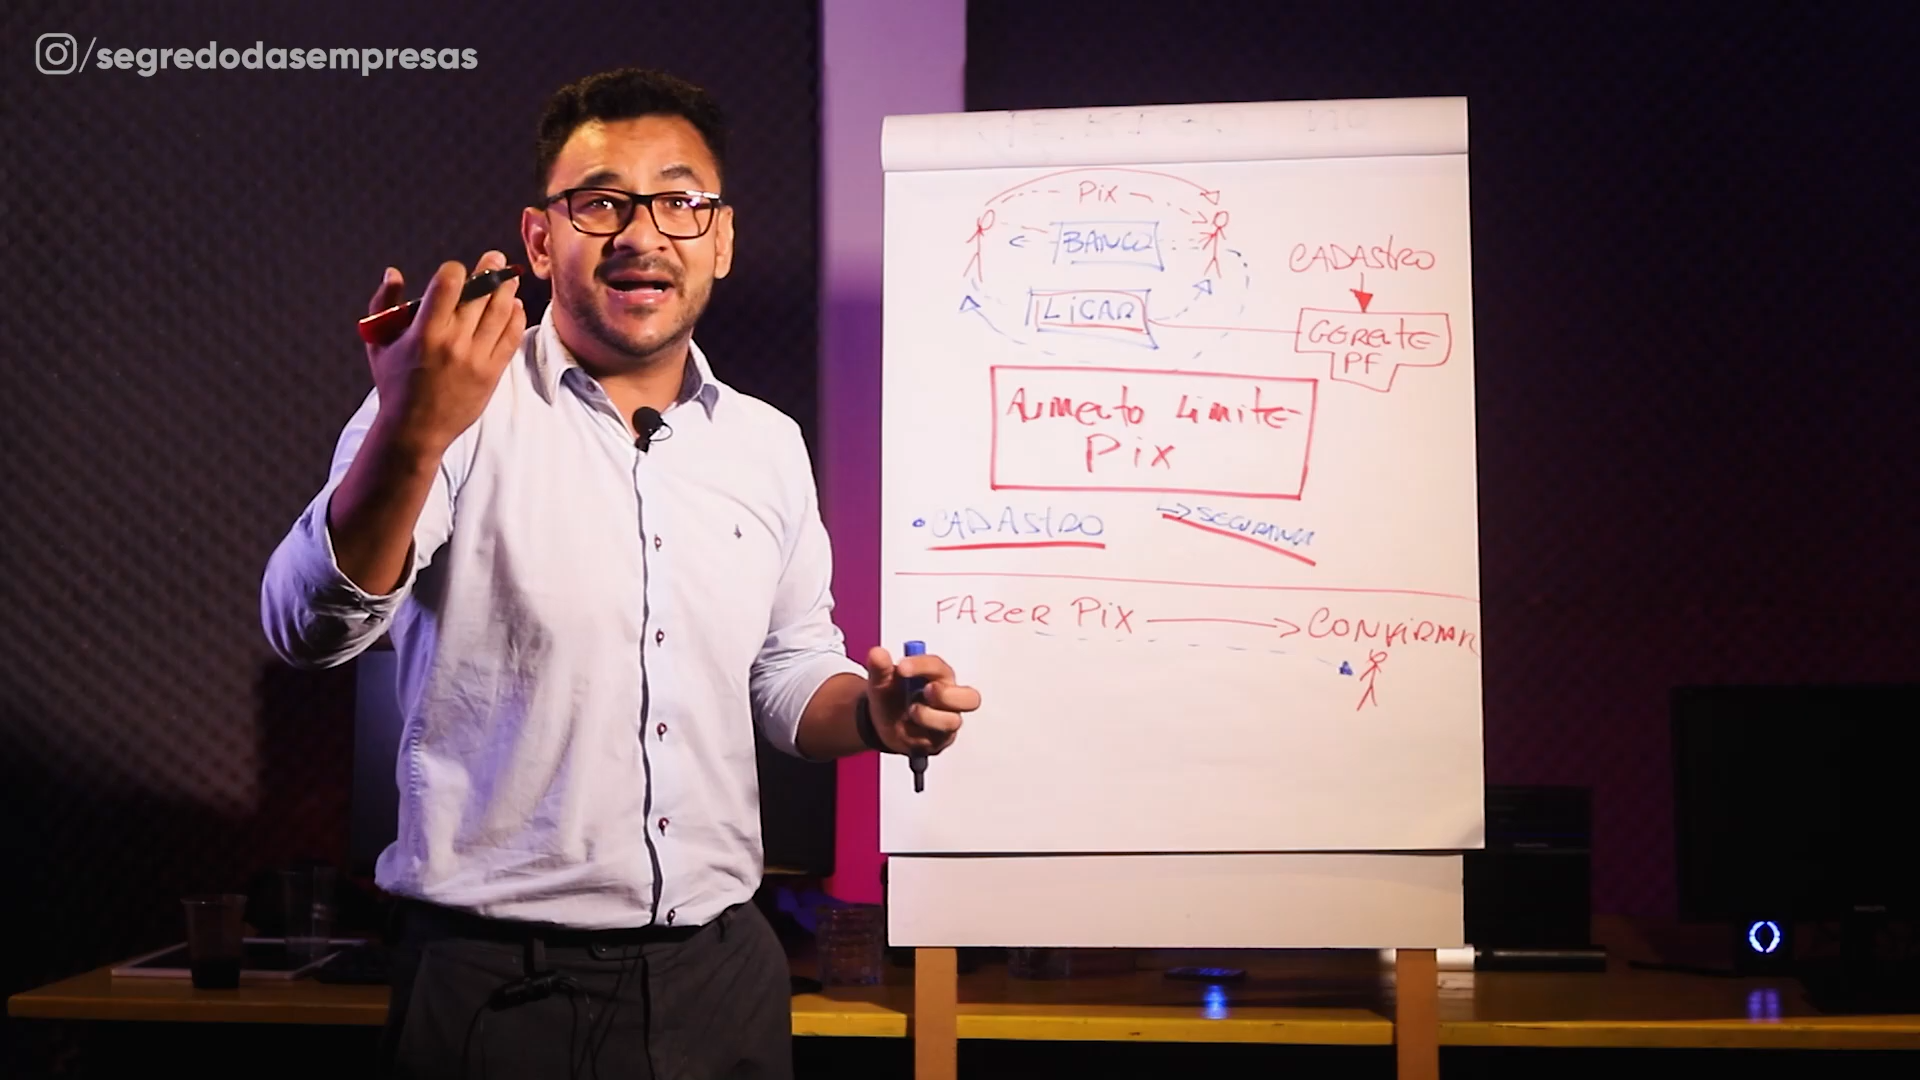 /segredodasempresas
Pix
BANCO
LIGAR
CADASTRO
GERENTE
PF
Aumento Limite
Pix
• CADASTRO
↳ SEGURANÇA
FAZER PIX → CONFIRMAR